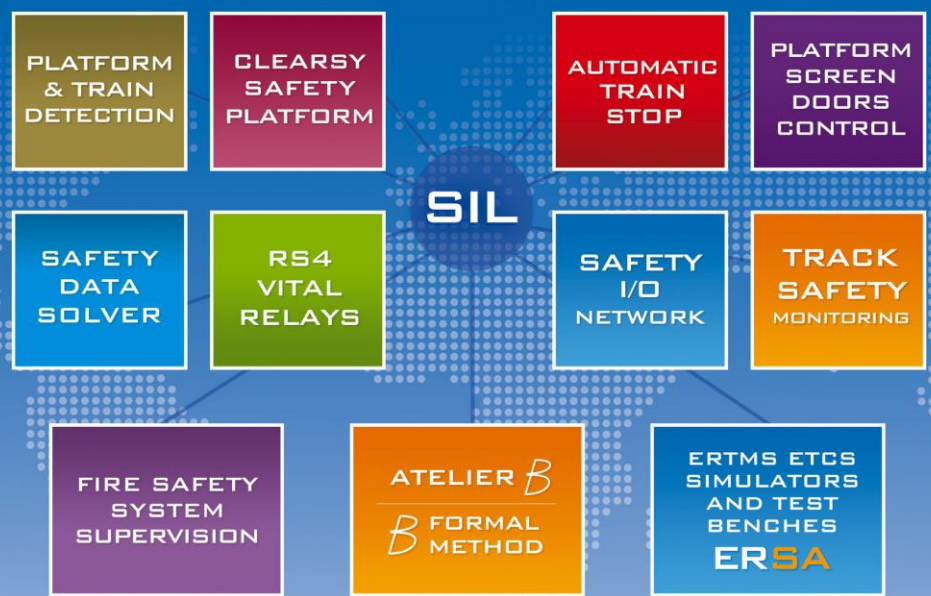 PLATFORM
& TRAIN
DETECTION
CLEARSY
SAFETY
PLATFORM
AUTOMATIC
TRAIN
STOP
PLATFORM
SCREEN
DOORS
CONTROL
SIL
SAFETY
DATA
SOLVER
RS4
VITAL
RELAYS
SAFETY
I/O
NETWORK
TRACK
SAFETY
MONITORING
FIRE SAFETY
SYSTEM
SUPERVISION
ATELIER B
B FORMAL
METHOD
ERTMS ETCS
SIMULATORS
AND TEST
BENCHES
ERSA